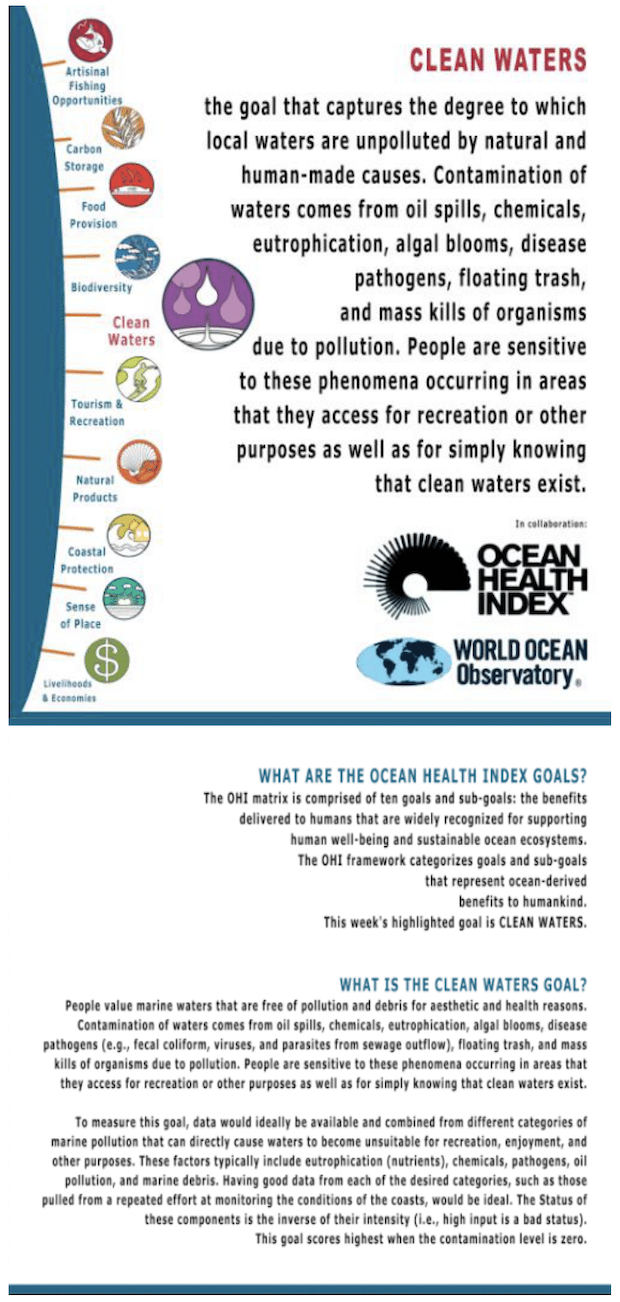 Artisinal
Fishing
Opportunities
Carbon
Storage
Food
Provision
Biodiversity
Clean
Waters
Tourism &
Recreation
Natural
Products
Coastal
Protection
Sense
of Place
$
Livelihoods
& Economies
CLEAN WATERS
the goal that captures the degree to which
local waters are unpolluted by natural and
human-made causes. Contamination of
waters comes from oil spills, chemicals,
eutrophication, algal blooms, disease
pathogens, floating trash,
and mass kills of organisms
due to pollution. People are sensitive
to these phenomena occurring in areas
that they access for recreation or other
purposes as well as for simply knowing
that clean waters exist.
In collaboration:
OCEAN
HEALTH
INDEX™
WORLD OCEAN
Observatory®
WHAT ARE THE OCEAN HEALTH INDEX GOALS?
The OHI matrix is comprised of ten goals and sub-goals: the benefits
delivered to humans that are widely recognized for supporting
human well-being and sustainable ocean ecosystems.
The OHI framework categorizes goals and sub-goals
that represent ocean-derived
benefits to humankind.
This week's highlighted goal is CLEAN WATERS.
WHAT IS THE CLEAN WATERS GOAL?
People value marine waters that are free of pollution and debris for aesthetic and health reasons.
Contamination of waters comes from oil spills, chemicals, eutrophication, algal blooms, disease
pathogens (e.g., fecal coliform, viruses, and parasites from sewage outflow), floating trash, and mass
kills of organisms due to pollution. People are sensitive to these phenomena occurring in areas that
they access for recreation or other purposes as well as for simply knowing that clean waters exist.
To measure this goal, data would ideally be available and combined from different categories of
marine pollution that can directly cause waters to become unsuitable for recreation, enjoyment, and
other purposes. These factors typically include eutrophication (nutrients), chemicals, pathogens, oil
pollution, and marine debris. Having good data from each of the desired categories, such as those
pulled from a repeated effort at monitoring the conditions of the coasts, would be ideal. The Status of
these components is the inverse of their intensity (i.e., high input is a bad status).
This goal scores highest when the contamination level is zero.